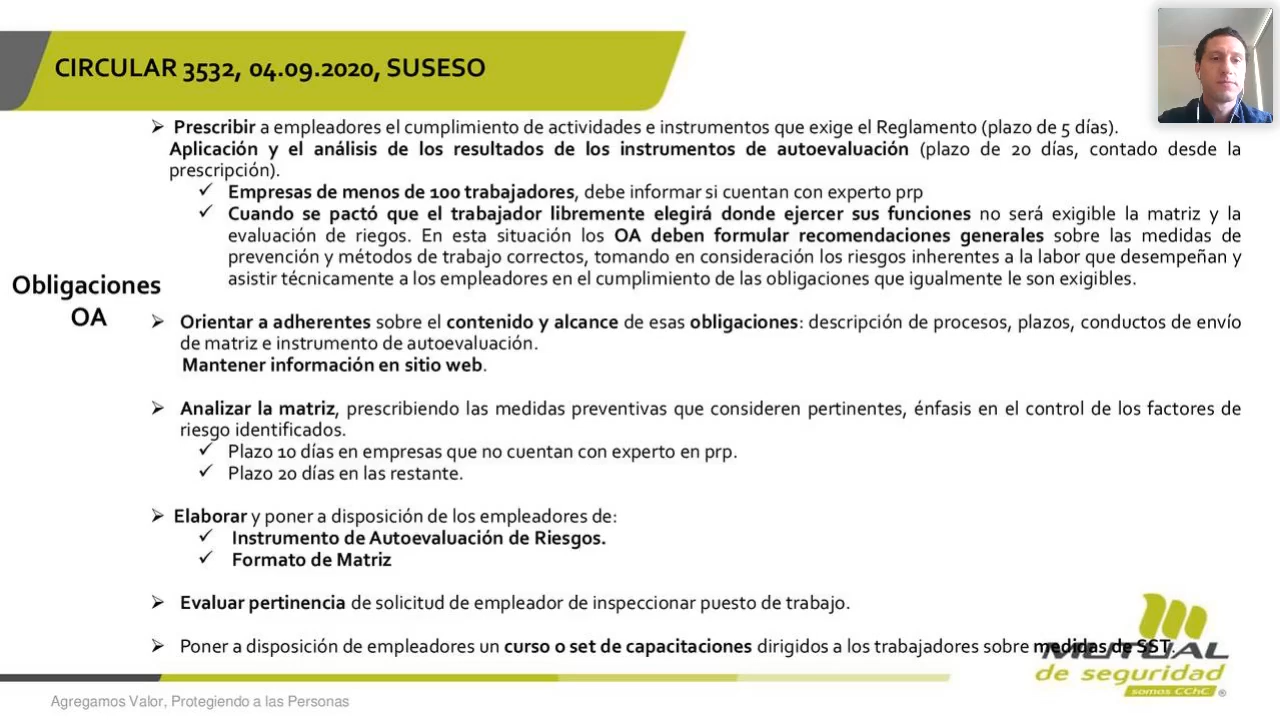 CIRCULAR 3532, 04.09.2020, SUSESO
➢ Prescribir a empleadores el cumplimiento de actividades e instrumentos que exige el Reglamento (plazo de 5 días).
Aplicación y el análisis de los resultados de los instrumentos de autoevaluación (plazo de 20 días, contado desde la
prescripción).
✓ Empresas de menos de 100 trabajadores, debe informar si cuentan con experto prp
✓ Cuando se pactó que el trabajador libremente elegirá donde ejercer sus funciones no será exigible la matriz y la
evaluación de riegos. En esta situación los OA deben formular recomendaciones generales sobre las medidas de
prevención y métodos de trabajo correctos, tomando en consideración los riesgos inherentes a la labor que desempeñan y
asistir técnicamente a los empleadores en el cumplimiento de las obligaciones que igualmente le son exigibles.
Obligaciones
OA
➢ Orientar a adherentes sobre el contenido y alcance de esas obligaciones: descripción de procesos, plazos, conductos de envío
de matriz e instrumento de autoevaluación.
Mantener información en sitio web.
➢ Analizar la matriz, prescribiendo las medidas preventivas que consideren pertinentes, énfasis en el control de los factores de
riesgo identificados.
✓ Plazo 10 días en empresas que no cuentan con experto en prp.
✓ Plazo 20 días en las restante.
➢ Elaborar y poner a disposición de los empleadores de:
✓ Instrumento de Autoevaluación de Riesgos.
✓ Formato de Matriz
➢ Evaluar pertinencia de solicitud de empleador de inspeccionar puesto de trabajo.
➢ Poner a disposición de empleadores un curso o set de capacitaciones dirigidos a los trabajadores sobre medidas de SST.
MUTUAL
de seguridad
somos CChC ®
Agregamos Valor, Protegiendo a las Personas